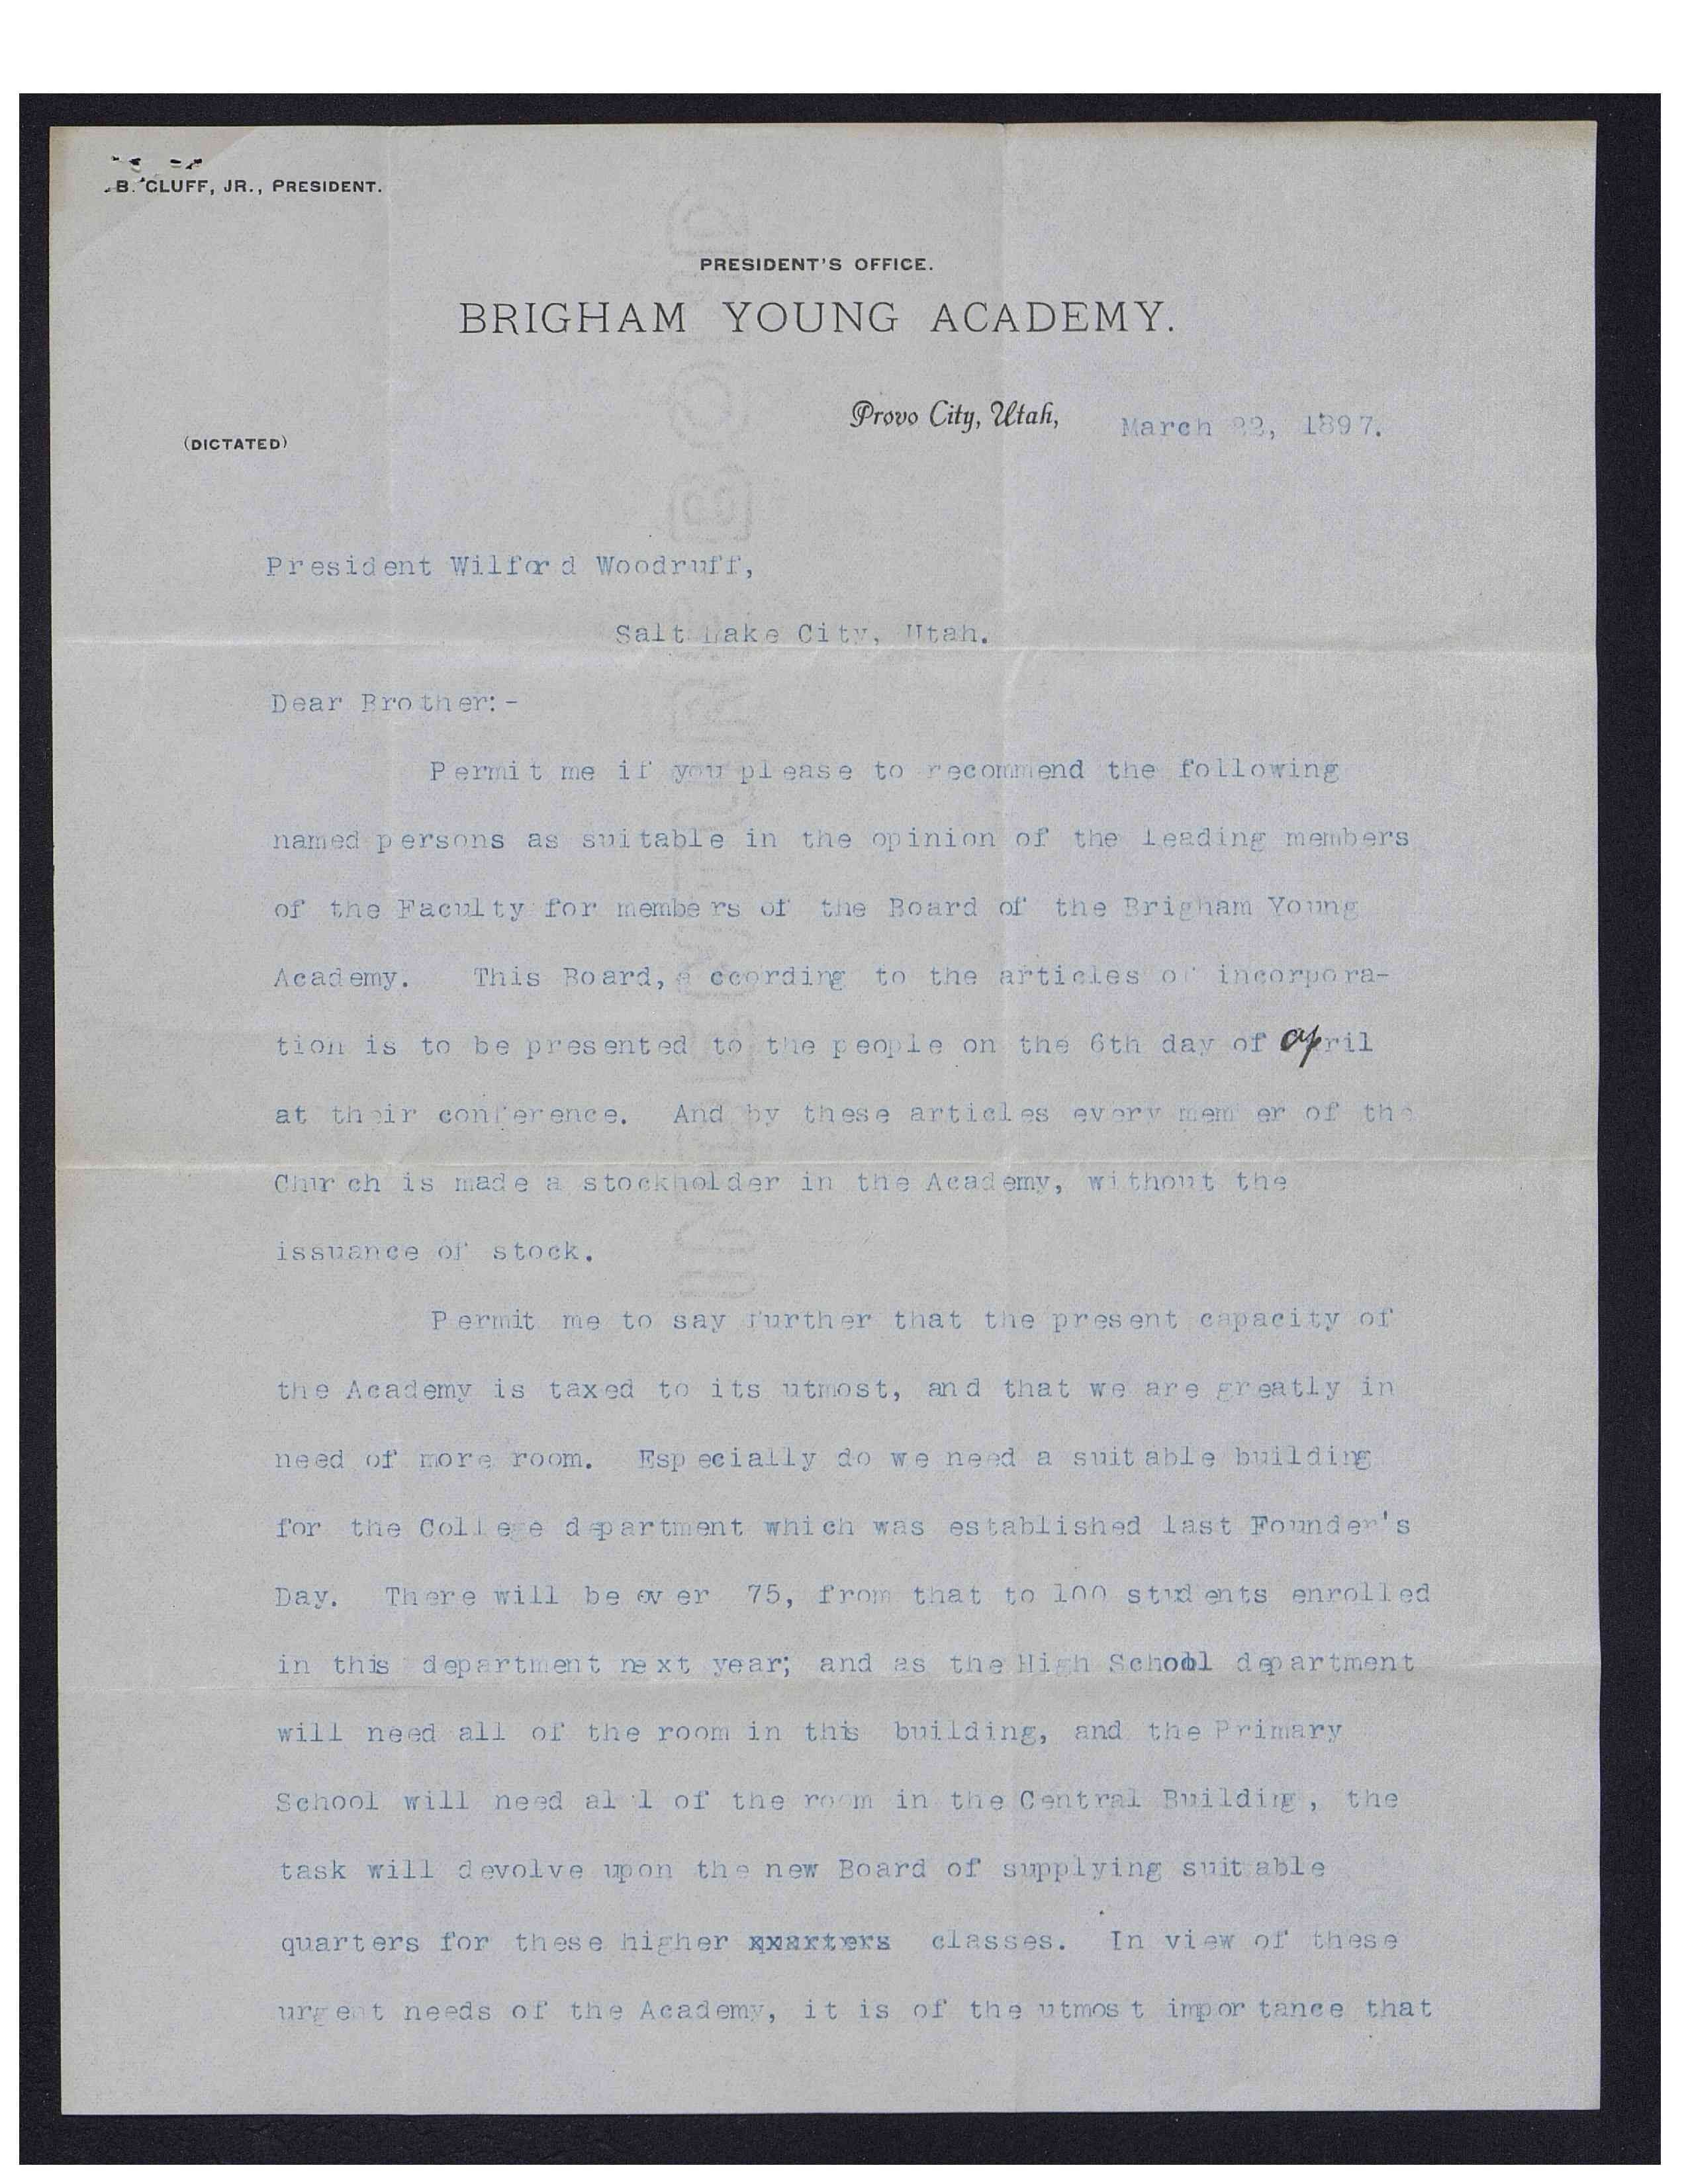 B. CLUFF, JR., PRESIDENT.
PRESIDENT'S OFFICE.
BRIGHAM YOUNG ACADEMY.
Provo City, Utah, March 22, 1897.
(DICTATED)
President Wilford Woodruff,
Salt Lake City, Utah.
Dear Brother:-
Permit me if you please to recommend the following
named persons as suitable in the opinion of the leading members
of the Faculty for members of the Board of the Brigham Young
Academy. This Board, according to the articles of incorpora-
tion is to be presented to the people on the 6th day of April
at their conference. And by these articles every member of the
Church is made a stockholder in the Academy, without the
issuance of stock.
Permit me to say further that the present capacity of
the Academy is taxed to its utmost, and that we are greatly in
need of more room. Especially do we need a suitable building
for the College department which was established last Founder's
Day. There will be over 75, from that to 100 students enrolled
in this department next year; and as the High School department
will need all of the room in this building, and the Primary
School will need all of the room in the Central Building, the
task will devolve upon the new Board of supplying suitable
quarters for these higher classes. In view of these
urgent needs of the Academy, it is of the utmost importance that